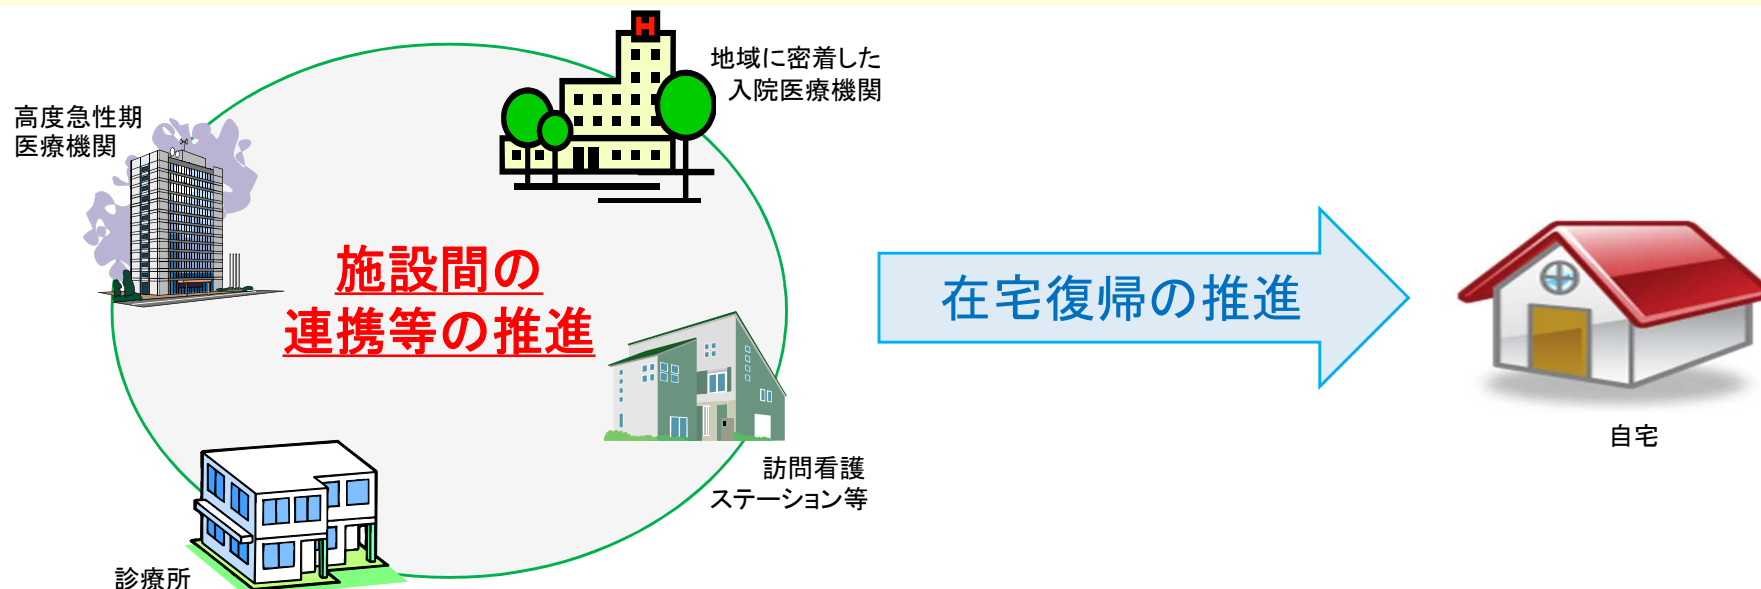 高度急性期
医療機関
H
地域に密着した
入院医療機関
施設間の
連携等の推進
訪問看護
ステーション等
診療所
在宅復帰の推進
自宅